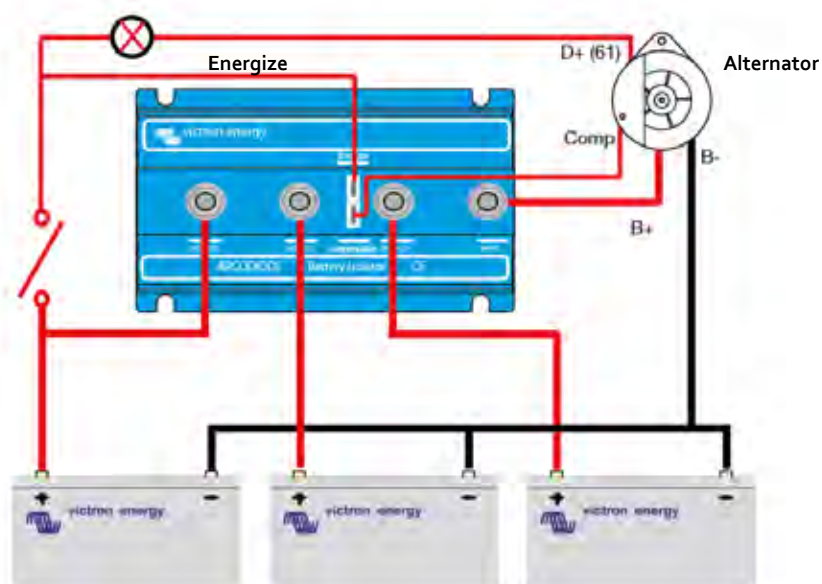 D+ (61)
Energize
Alternator
victron energy
Comp
B-
B+
Battery Isolator
+
-
+
-
+
-
victron energy
victron energy
victron energy